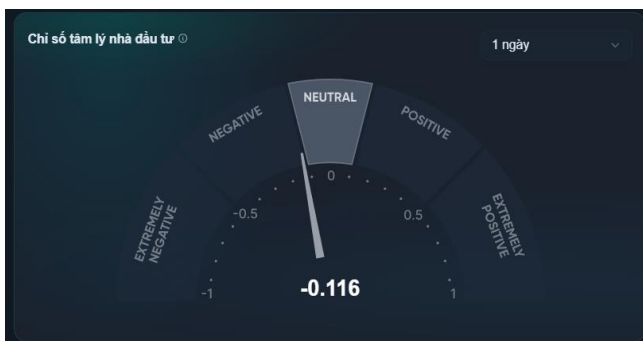 Chỉ số tâm lý nhà đầu tư
1 ngày
NEUTRAL
NEGATIVE
POSITIVE
EXTREMELY
NEGATIVE
EXTREMELY
POSITIVE
0
-0.5
0.5
-1
1
-0.116